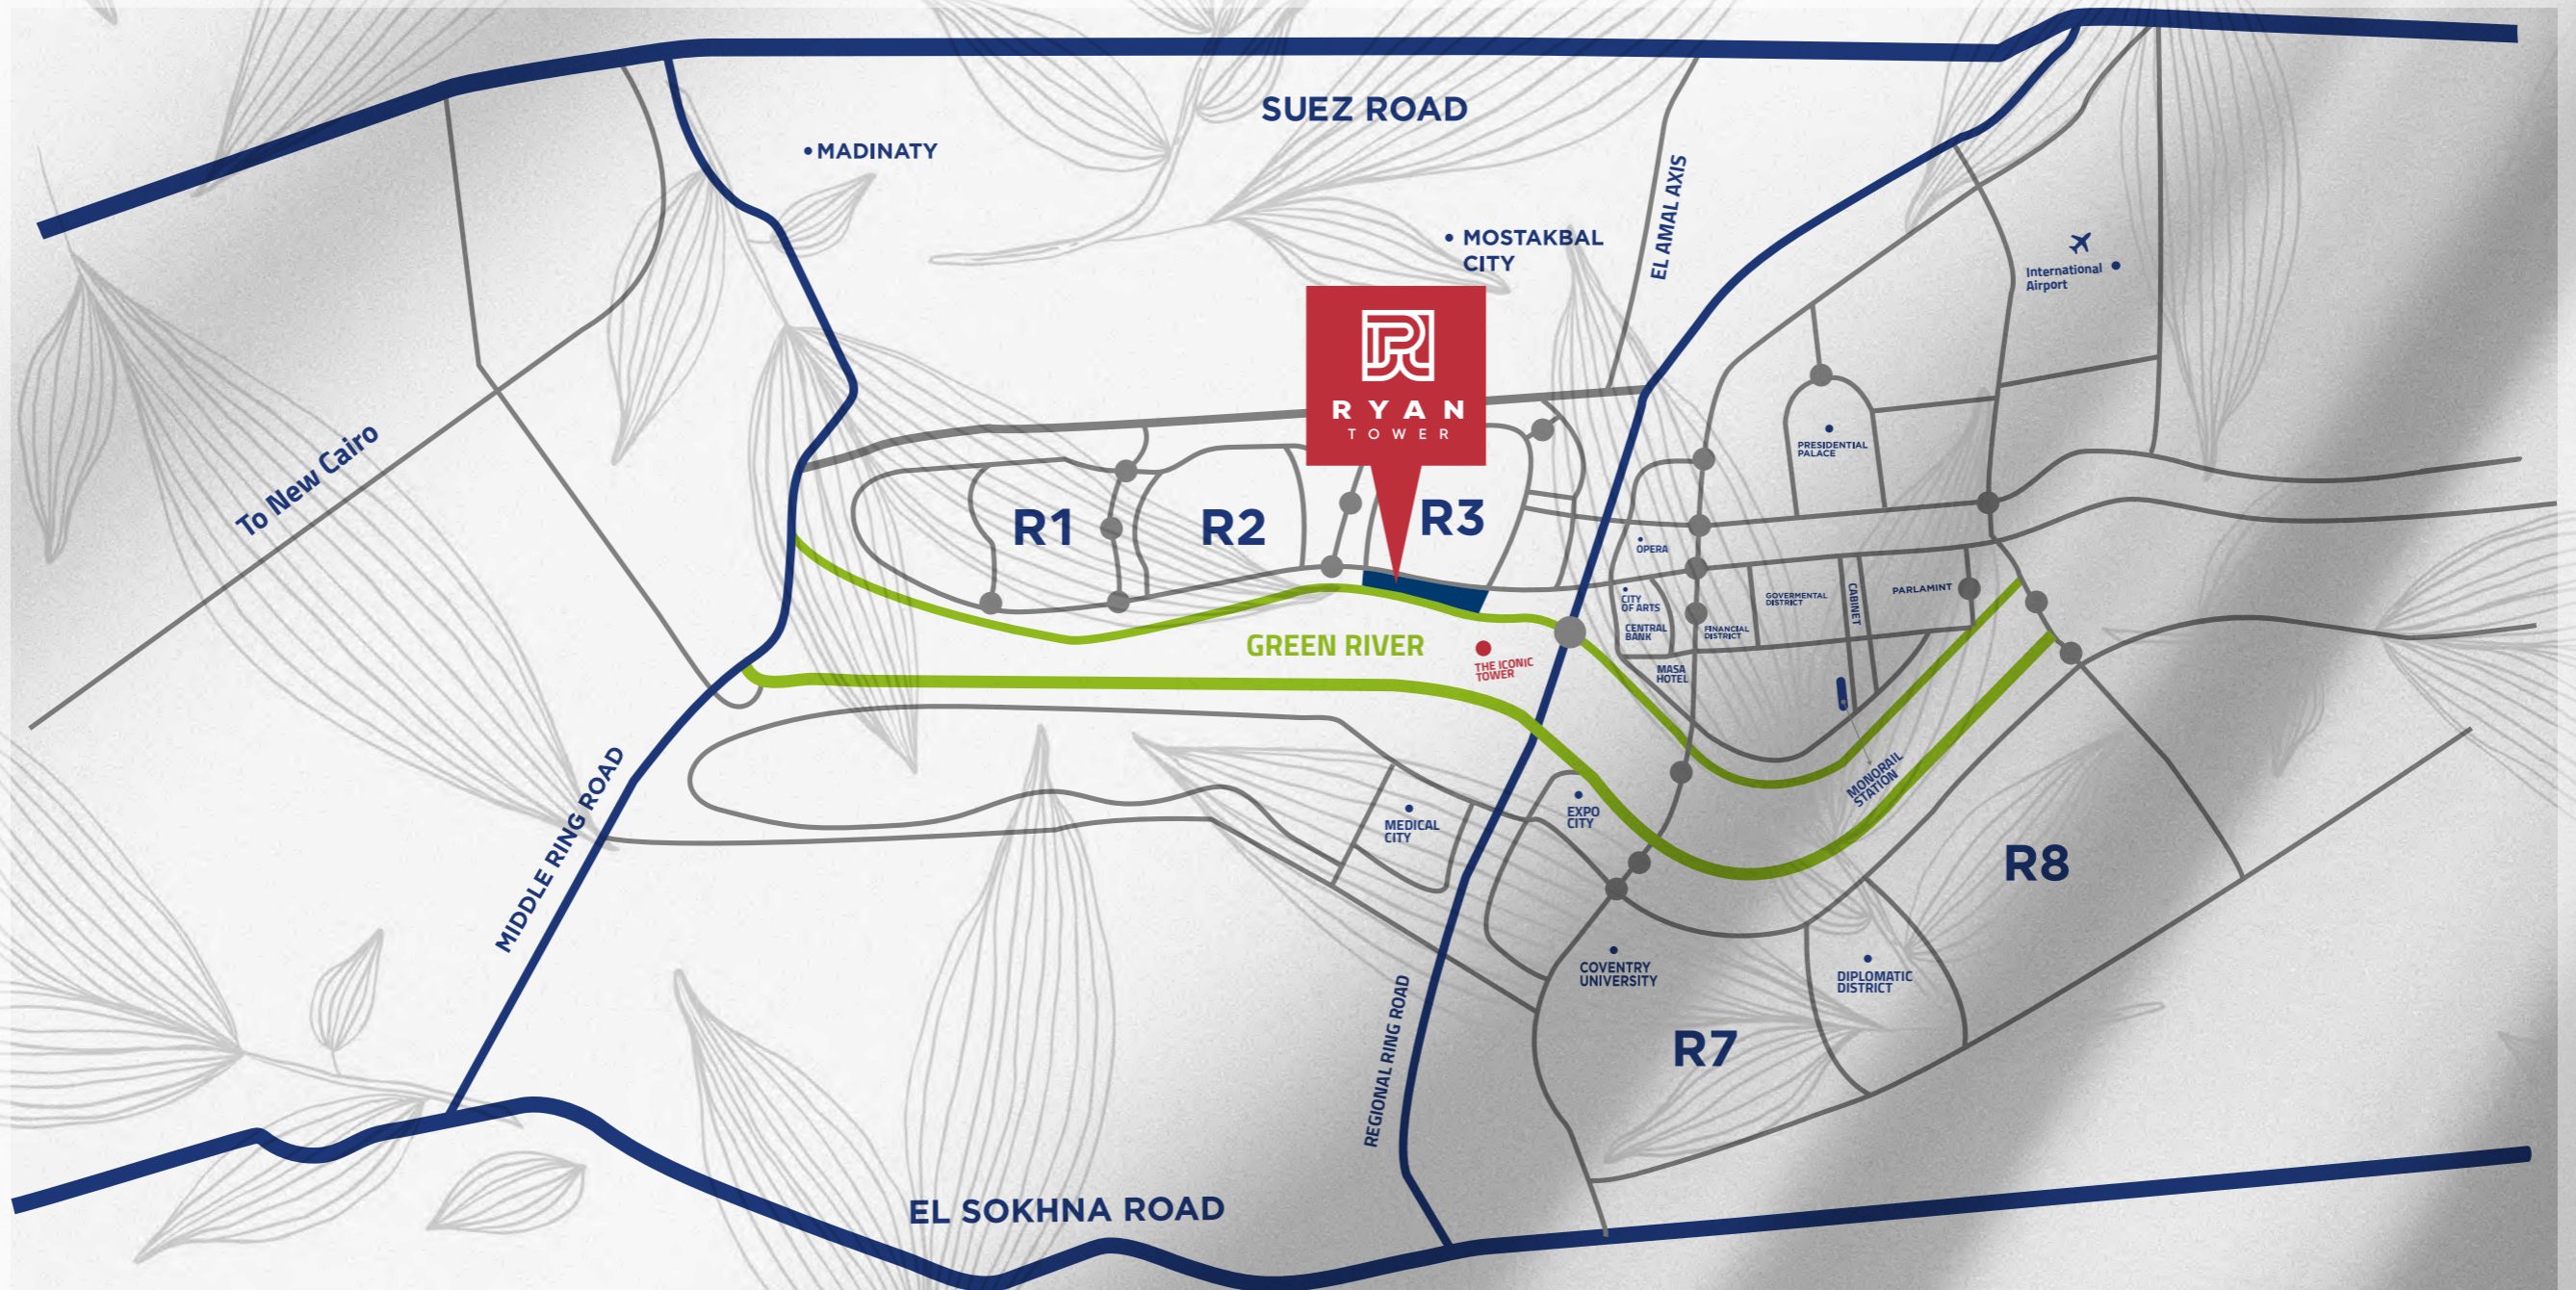 SUEZ ROAD
MADINATY
EL AMAL AXIS
MOSTAKBAL
CITY
International
Airport
RYAN
TOWER
To New Cairo
PRESIDENTIAL
PALACE
R1
R2
R3
OPERA
CITY
OF ARTS
CENTRAL
BANK
FINANCIAL
DISTRICT
GOVERMENTAL
DISTRICT
CABINET
PARLAMINT
GREEN RIVER
THE ICONIC
TOWER
MASA
HOTEL
MONORAIL
STATION
MIDDLE RING ROAD
MEDICAL
CITY
EXPO
CITY
R8
COVENTRY
UNIVERSITY
DIPLOMATIC
DISTRICT
REGIONAL RING ROAD
R7
EL SOKHNA ROAD